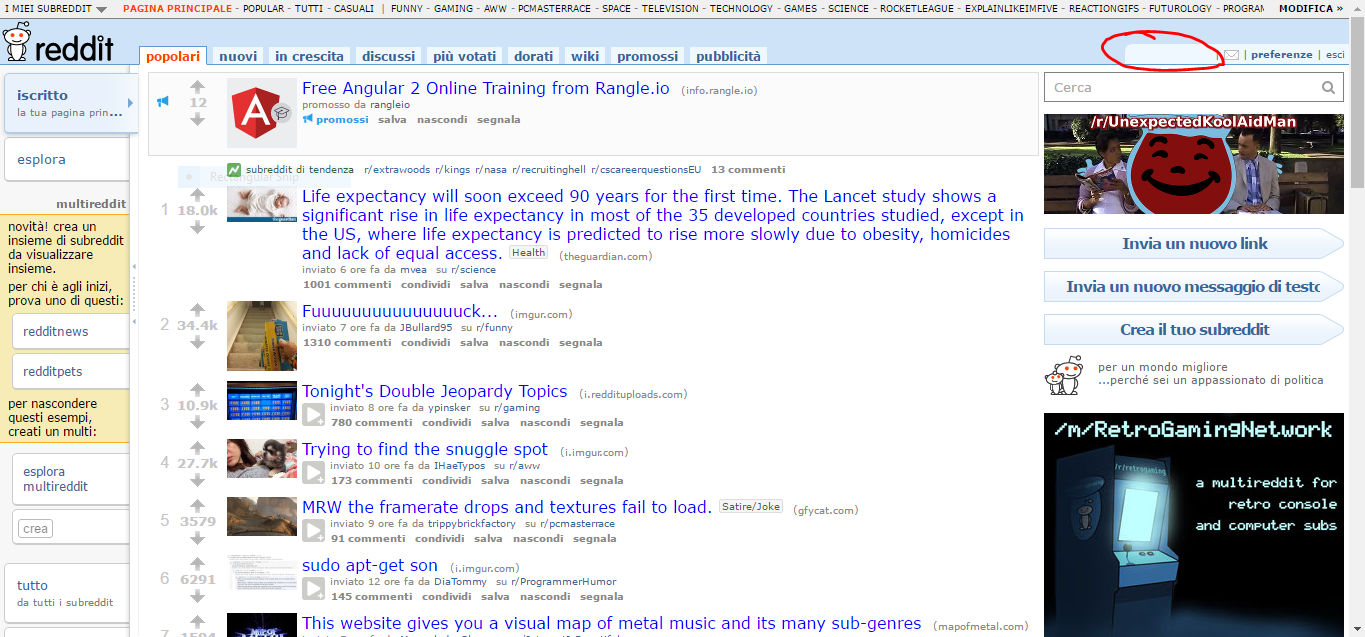 I MIEI SUBREDDIT PAGINA PRINCIPALE - POPULAR - TUTTI - CASUALI | FUNNY - GAMING - AWW - PCMASTERRACE - SPACE - TELEVISION - TECHNOLOGY - GAMES - SCIENCE - ROCKETLEAGUE - EXPLAINLIKEIMFIVE - REACTIONGIFS - FUTUROLOGY - PROGRAM MODIFICA »
reddit popolari nuovi in crescita discussi più votati dorati wiki promossi pubblicità | preferenze | esci
iscritto
la tua pagina prin...
esplora
multireddit
novità! crea un
insieme di subreddit
da visualizzare
insieme.
per chi è agli inizi,
prova uno di questi:
redditnews
redditpets
per nascondere
questi esempi,
creati un multi:
esplora
multireddit
crea
tutto
da tutti i subreddit
12
Free Angular 2 Online Training from Rangle.io (info.rangle.io)
promosso da rangleio
promossi salva nascondi segnala
subreddit di tendenza r/extrawoods r/kings r/nasa r/recruitinghell r/cscareerquestionsEU 13 commenti
Rectangular Snip
1 18.0k
theguardian
Life expectancy will soon exceed 90 years for the first time. The Lancet study shows a
significant rise in life expectancy in most of the 35 developed countries studied, except in
the US, where life expectancy is predicted to rise more slowly due to obesity, homicides
and lack of equal access. Health (theguardian.com)
inviato 6 ore fa da mvea su r/science
1001 commenti condividi salva nascondi segnala
2 34.4k
Fuuuuuuuuuuuuuuuck... (imgur.com)
inviato 7 ore fa da JBullard95 su r/funny
1310 commenti condividi salva nascondi segnala
3 10.9k
Tonight's Double Jeopardy Topics (i.reddituploads.com)
inviato 8 ore fa da ypinsker su r/gaming
780 commenti condividi salva nascondi segnala
4 27.7k
Trying to find the snuggle spot (i.imgur.com)
inviato 10 ore fa da IHaeTypos su r/aww
173 commenti condividi salva nascondi segnala
5 3579
MRW the framerate drops and textures fail to load. Satire/Joke (gfycat.com)
inviato 9 ore fa da trippybrickfactory su r/pcmasterrace
91 commenti condividi salva nascondi segnala
6 6291
sudo apt-get son (i.imgur.com)
inviato 12 ore fa da DiaTommy su r/ProgrammerHumor
145 commenti condividi salva nascondi segnala
7
This website gives you a visual map of metal music and its many sub-genres (mapofmetal.com)
Cerca
/r/UnexpectedKoolAidMan
Invia un nuovo link
Invia un nuovo messaggio di testo
Crea il tuo subreddit
per un mondo migliore
...perché sei un appassionato di politica
/m/RetroGamingNetwork
/r/retrogaming
a multireddit for
retro console
and computer subs